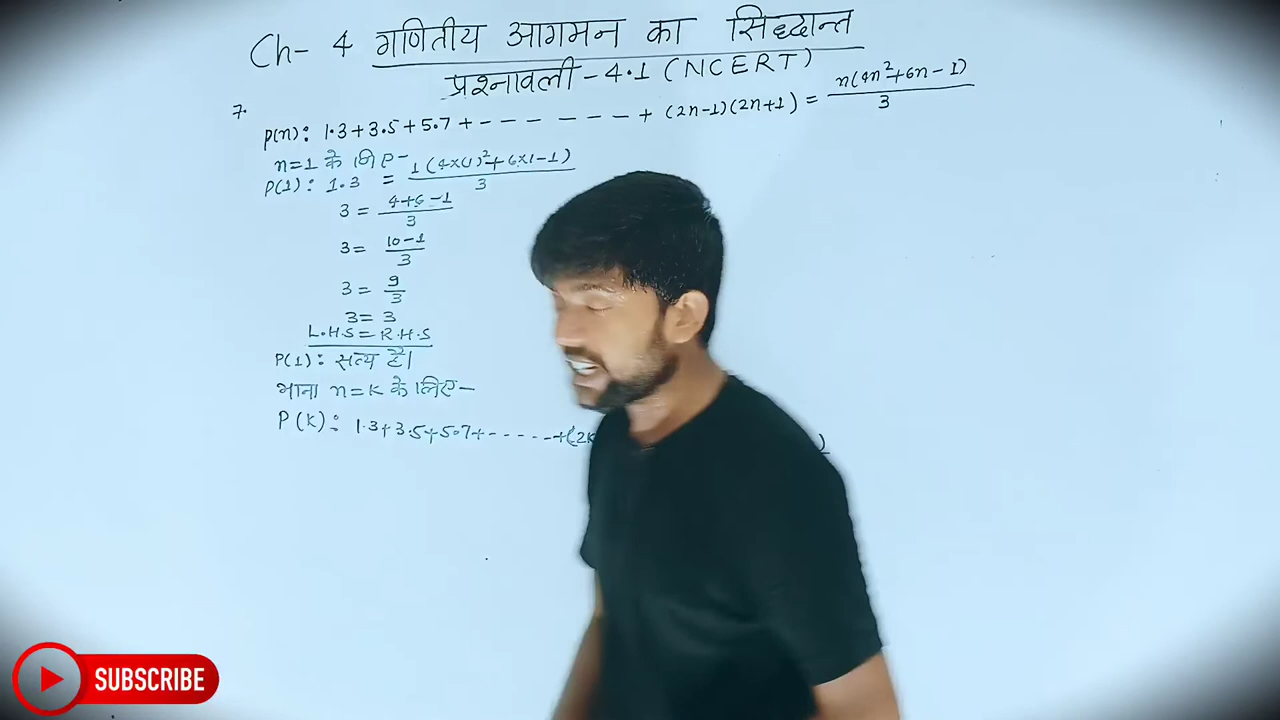 Ch- 4 गणितीय आगमन का सिद्धान्त
प्रश्नावली - 4.1 (NCERT)
7.
P(n): 1.3+3.5+5.7+--- ----+ (2n-1)(2n+1) = n(4n²+6n-1)/3
n=1 के लिए-
P(1): 1.3 = 1(4×(1)²+6×1-1)/3
3 = 4+6-1/3
3 = 10-1/3
3 = 9/3
3 = 3
L.H.S = R.H.S
P(1): सत्य है।
माना n=k के लिए-
P(k): 1.3+3.5+5.7+-----+(2k
SUBSCRIBE